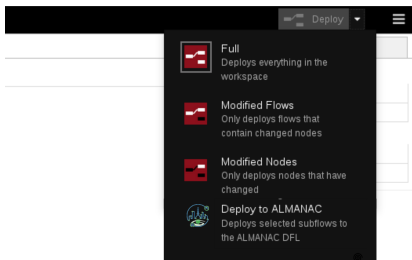 Deploy
Full
Deploys everything in the
workspace
Modified Flows
Only deploys flows that
contain changed nodes
Modified Nodes
Only deploys nodes that have
changed
Deploy to ALMANAC
Deploys selected subflows to
the ALMANAC DFL